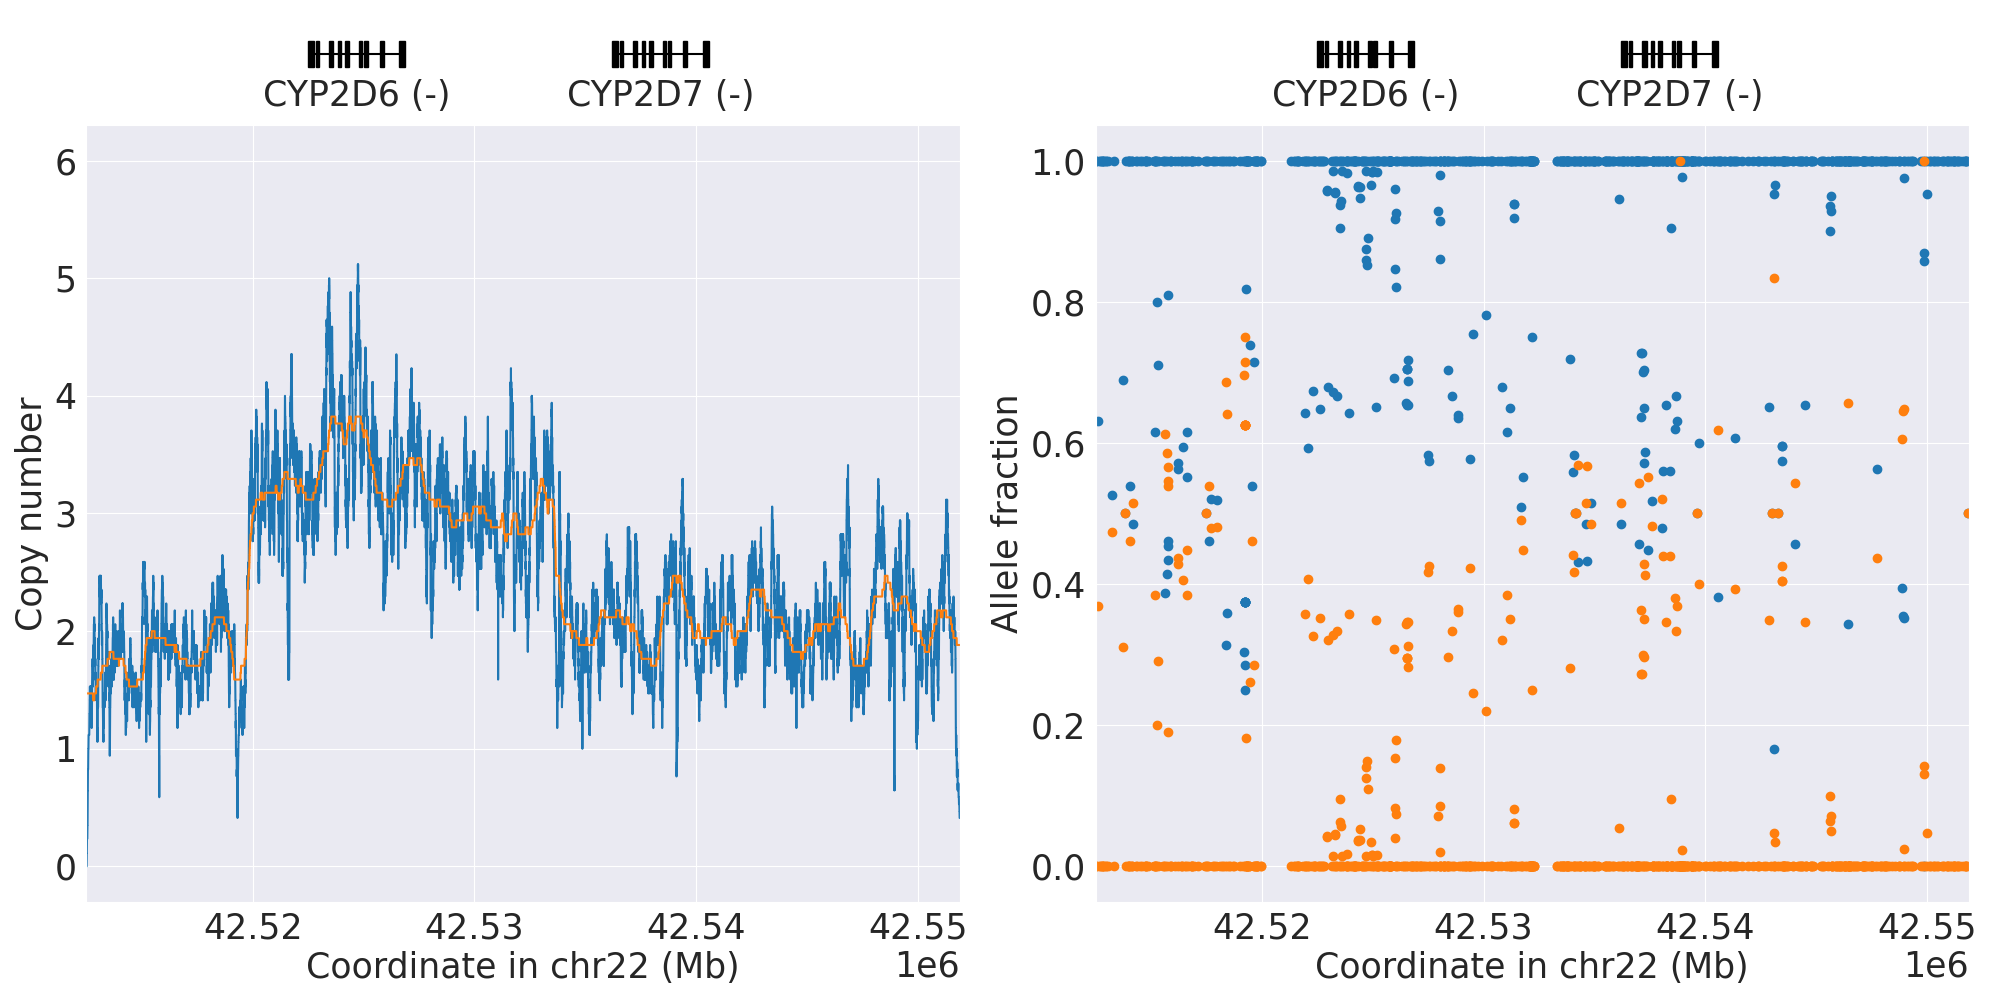 CYP2D6 (-) CYP2D7 (-)
6
5
4
3
2
1
0
Copy number
42.52 42.53 42.54 42.55
Coordinate in chr22 (Mb)
1e6
CYP2D6 (-) CYP2D7 (-)
1.0
0.8
0.6
0.4
0.2
0.0
Allele fraction
42.52 42.53 42.54 42.55
Coordinate in chr22 (Mb)
1e6